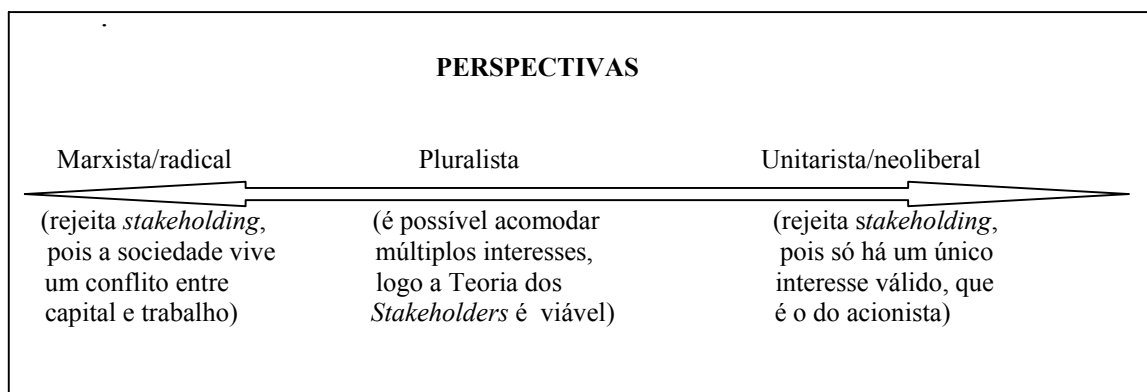 PERSPECTIVAS
Marxista/radical Pluralista Unitarista/neoliberal
(rejeita stakeholding, (é possível acomodar (rejeita stakeholding,
pois a sociedade vive múltiplos interesses, pois só há um único
um conflito entre logo a Teoria dos interesse válido, que
capital e trabalho) Stakeholders é viável) é o do acionista)